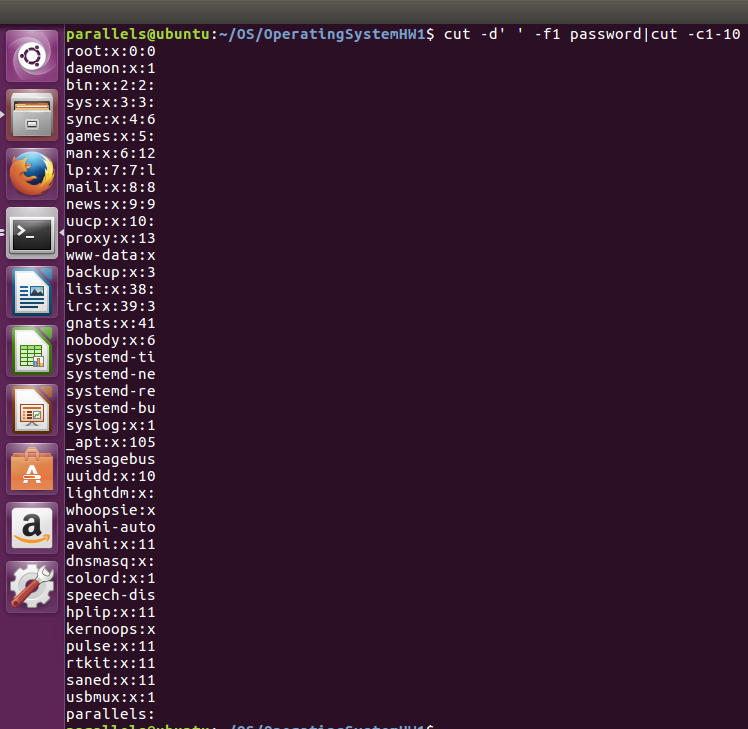 parallels@ubuntu:~/OS/OperatingSystemHW1$ cut -d' ' -f1 password|cut -c1-10
root:x:0:0
daemon:x:1
bin:x:2:2:
sys:x:3:3:
sync:x:4:6
games:x:5:
man:x:6:12
lp:x:7:7:l
mail:x:8:8
news:x:9:9
uucp:x:10:
proxy:x:13
www-data:x
backup:x:3
list:x:38:
irc:x:39:3
gnats:x:41
nobody:x:6
systemd-ti
systemd-ne
systemd-re
systemd-bu
syslog:x:1
_apt:x:105
messagebus
uuidd:x:10
lightdm:x:
whoopsie:x
avahi-auto
avahi:x:11
dnsmasq:x:
colord:x:1
speech-dis
hplip:x:11
kernoops:x
pulse:x:11
rtkit:x:11
saned:x:11
usbmux:x:1
parallels:
parallels@ubuntu:~/OS/OperatingSystemHW1$